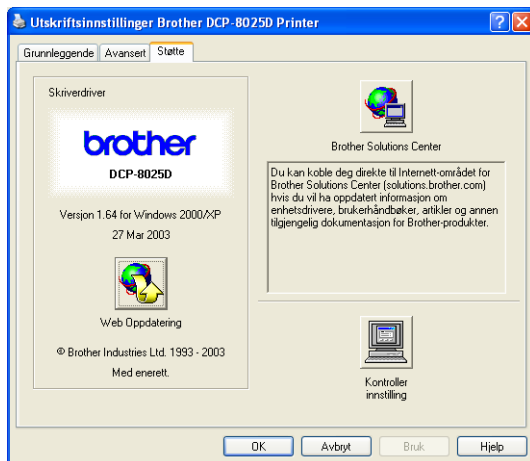 Utskriftsinnstillinger Brother DCP-8025D Printer
Grunnleggende
Avansert
Støtte
Skriverdriver
brother
DCP-8025D
Versjon 1.64 for Windows 2000/XP
27 Mar 2003
Web Oppdatering
© Brother Industries Ltd. 1993 - 2003
Med enerett.
Brother Solutions Center
Du kan koble deg direkte til Internett-området for
Brother Solutions Center (solutions.brother.com)
hvis du vil ha oppdatert informasjon om
enhetsdrivere, brukerhåndbøker, artikler og annen
tilgjengelig dokumentasjon for Brother-produkter.
Kontroller
innstilling
OK
Avbryt
Bruk
Hjelp